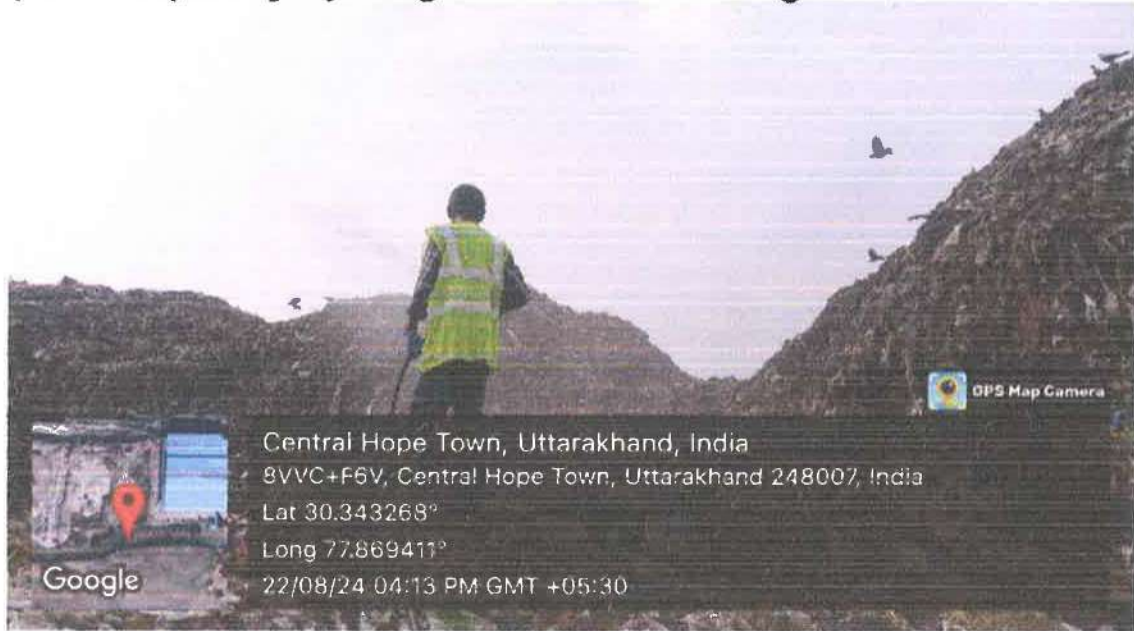 GPS Map Camera
Central Hope Town, Uttarakhand, India
8VVC+F6V, Central Hope Town, Uttarakhand 248007, India
Lat 30.343268°
Long 77.869411°
Google
22/08/24 04:13 PM GMT +05:30